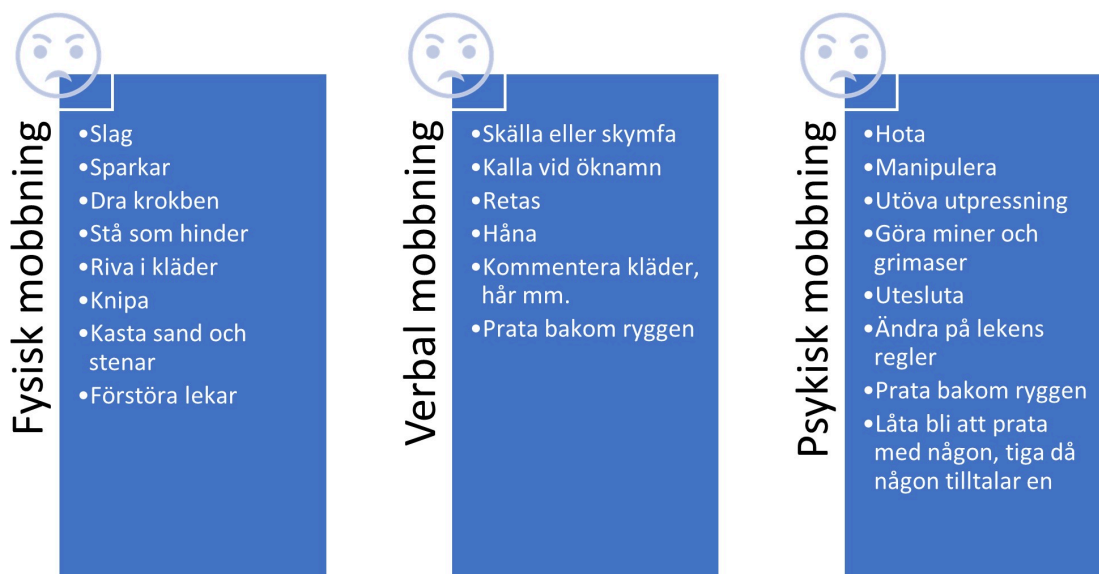 Fysisk mobbning
•Slag
•Sparkar
•Dra krokben
•Stå som hinder
•Riva i kläder
•Knipa
•Kasta sand och
stenar
•Förstöra lekar
Verbal mobbning
•Skälla eller skymfa
•Kalla vid öknamn
•Retas
•Håna
•Kommentera kläder,
hår mm.
•Prata bakom ryggen
Psykisk mobbning
•Hota
•Manipulera
•Utöva utpressning
•Göra miner och
grimaser
•Utesluta
•Ändra på lekens
regler
•Prata bakom ryggen
•Låta bli att prata
med någon, tiga då
någon tilltalar en